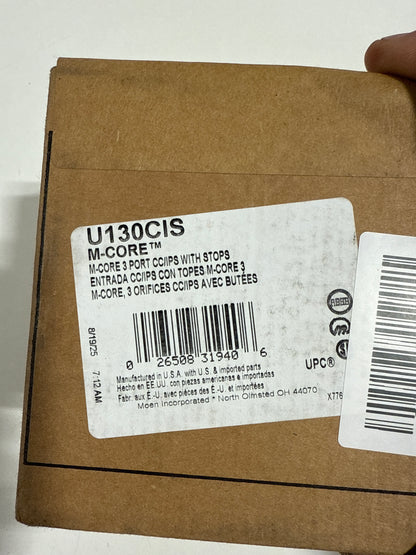 U130CIS
M-CORE™
M-CORE 3 PORT CC/IPS WITH STOPS
ENTRADA CC/IPS CON TOPES M-CORE 3
M-CORE, 3 ORIFICES CC/IPS AVEC BUTÉES
8/19/25 7:12 AM
0 26508 31940 6
UPC®
Manufactured in U.S.A. with U.S. & imported parts
Hecho en EE.UU. con piezas americanas e importadas
Fabr. aux É.-U. avec pièces des É.-U. et importées
Moen Incorporated * North Olmsted OH 44070
X776